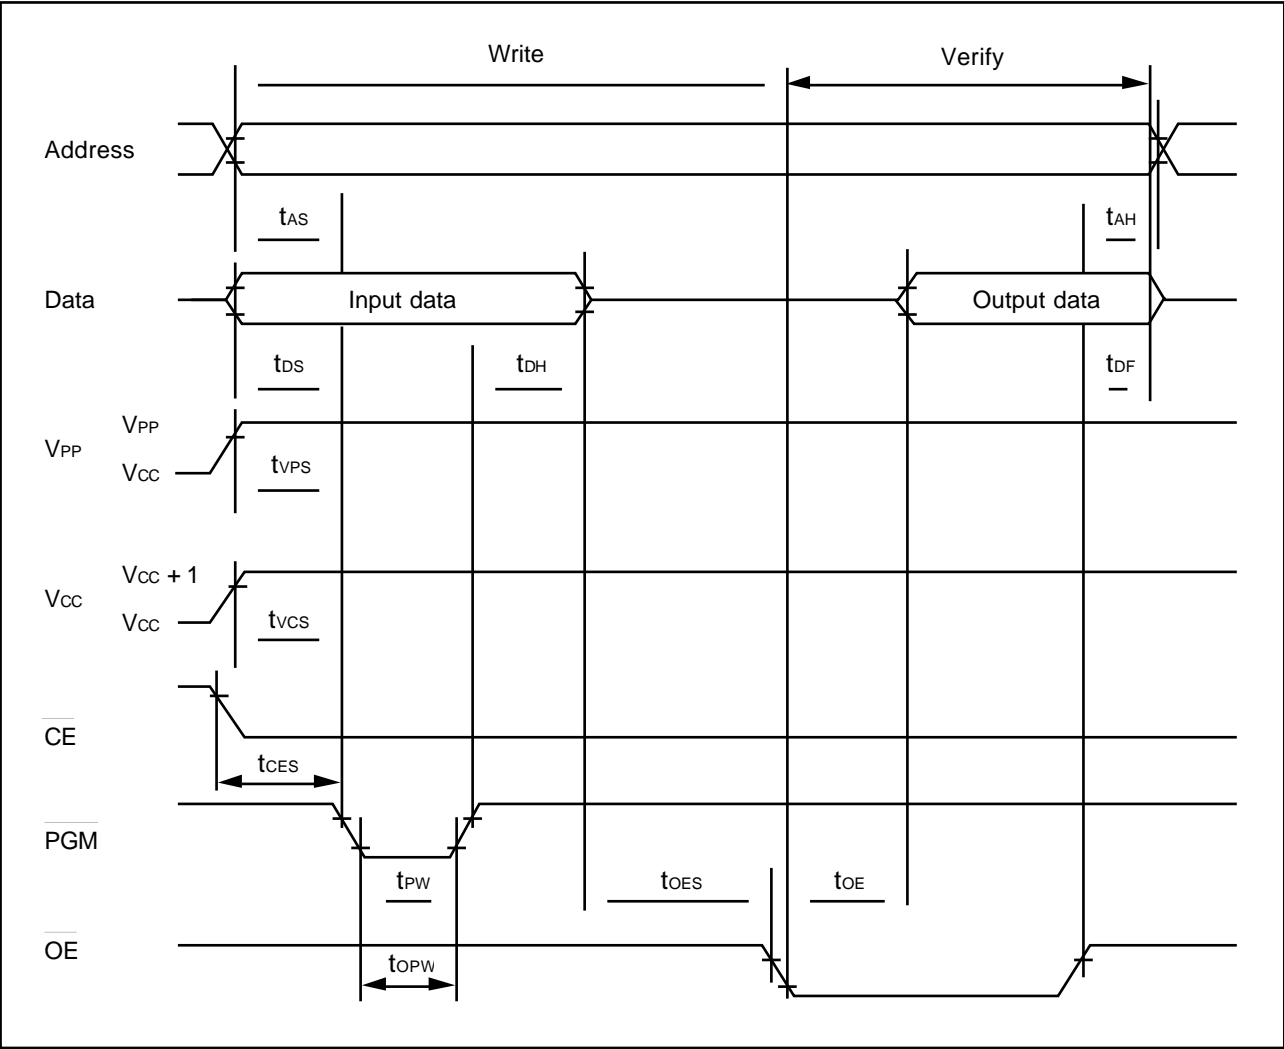 Write
Verify
Address
tAS
tAH
Data
Input data
Output data
tDS
tDH
tDF
VPP
VPP
VCC
tVPS
VCC + 1
VCC
VCC
tVCS
CE
tCES
PGM
tPW
tOES
tOE
OE
tOPW